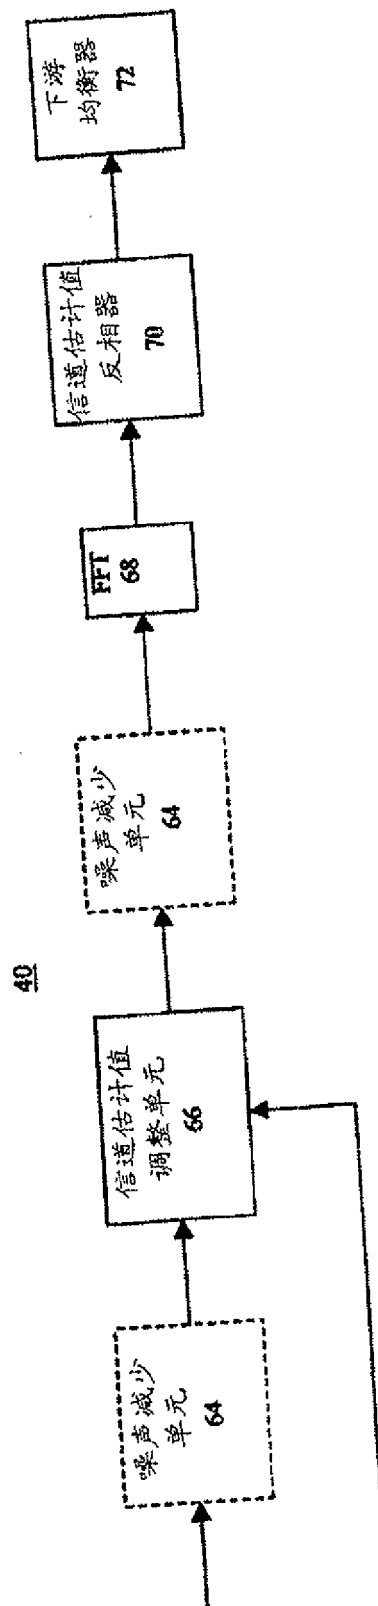 40
噪声减少
单元
64
信道估计值
调整单元
66
噪声减少
单元
64
FFT
68
信道估计值
反相器
70
下游
均衡器
72